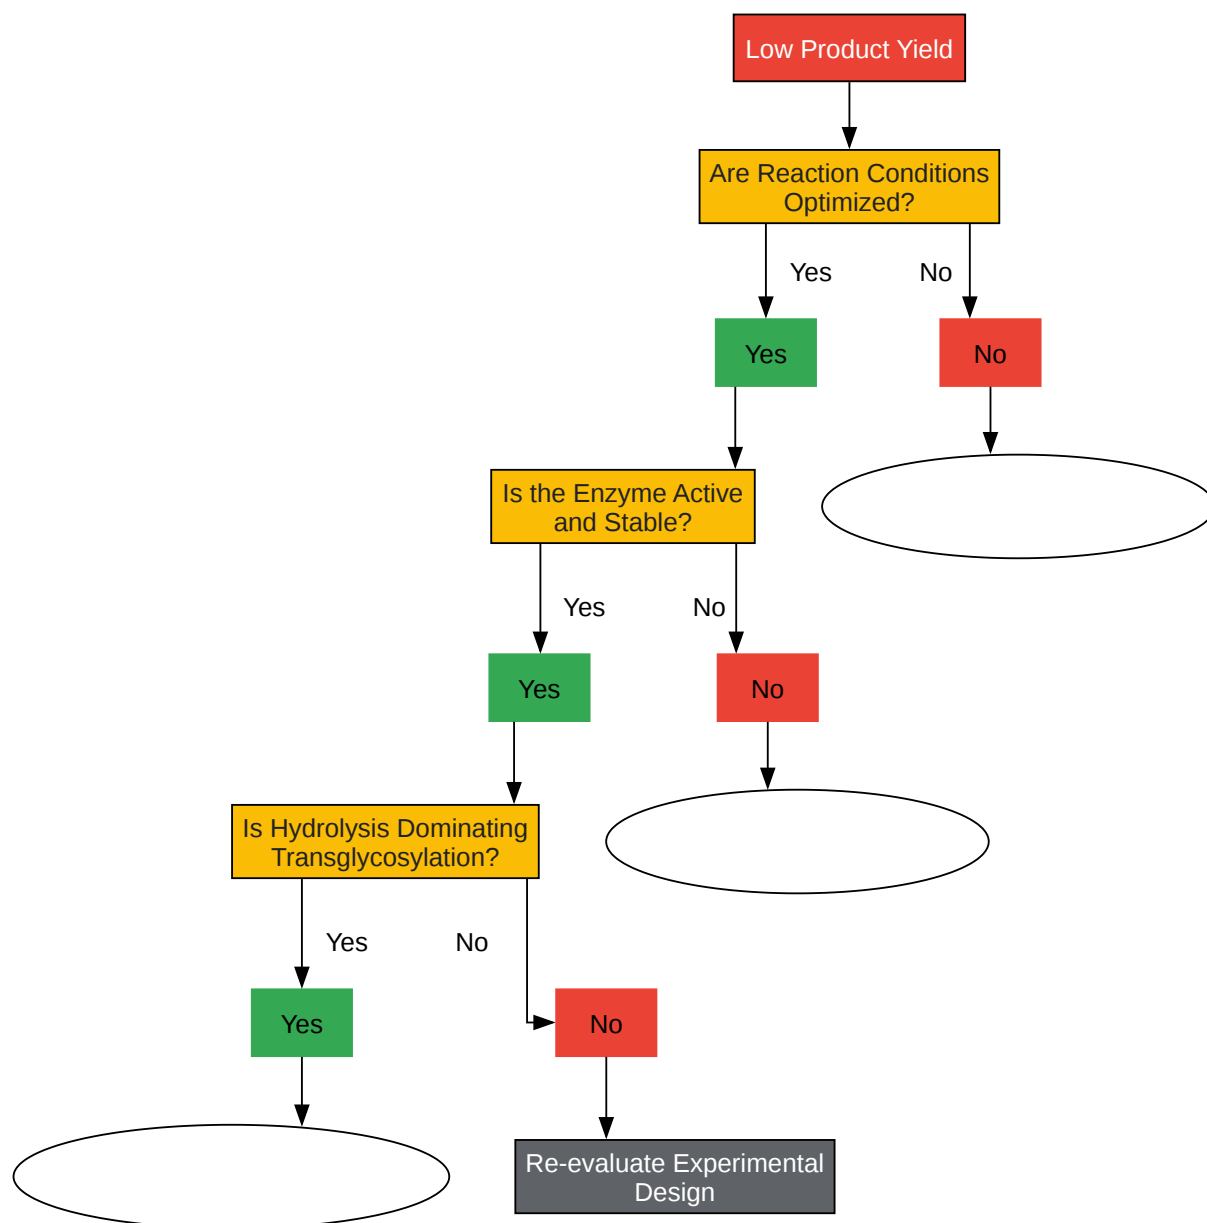 Low Product Yield
Are Reaction Conditions
Optimized?
Yes
No
Yes
No
Is the Enzyme Active
and Stable?
Yes
No
Yes
No
Is Hydrolysis Dominating
Transglycosylation?
Yes
No
Yes
No
Re-evaluate Experimental
Design